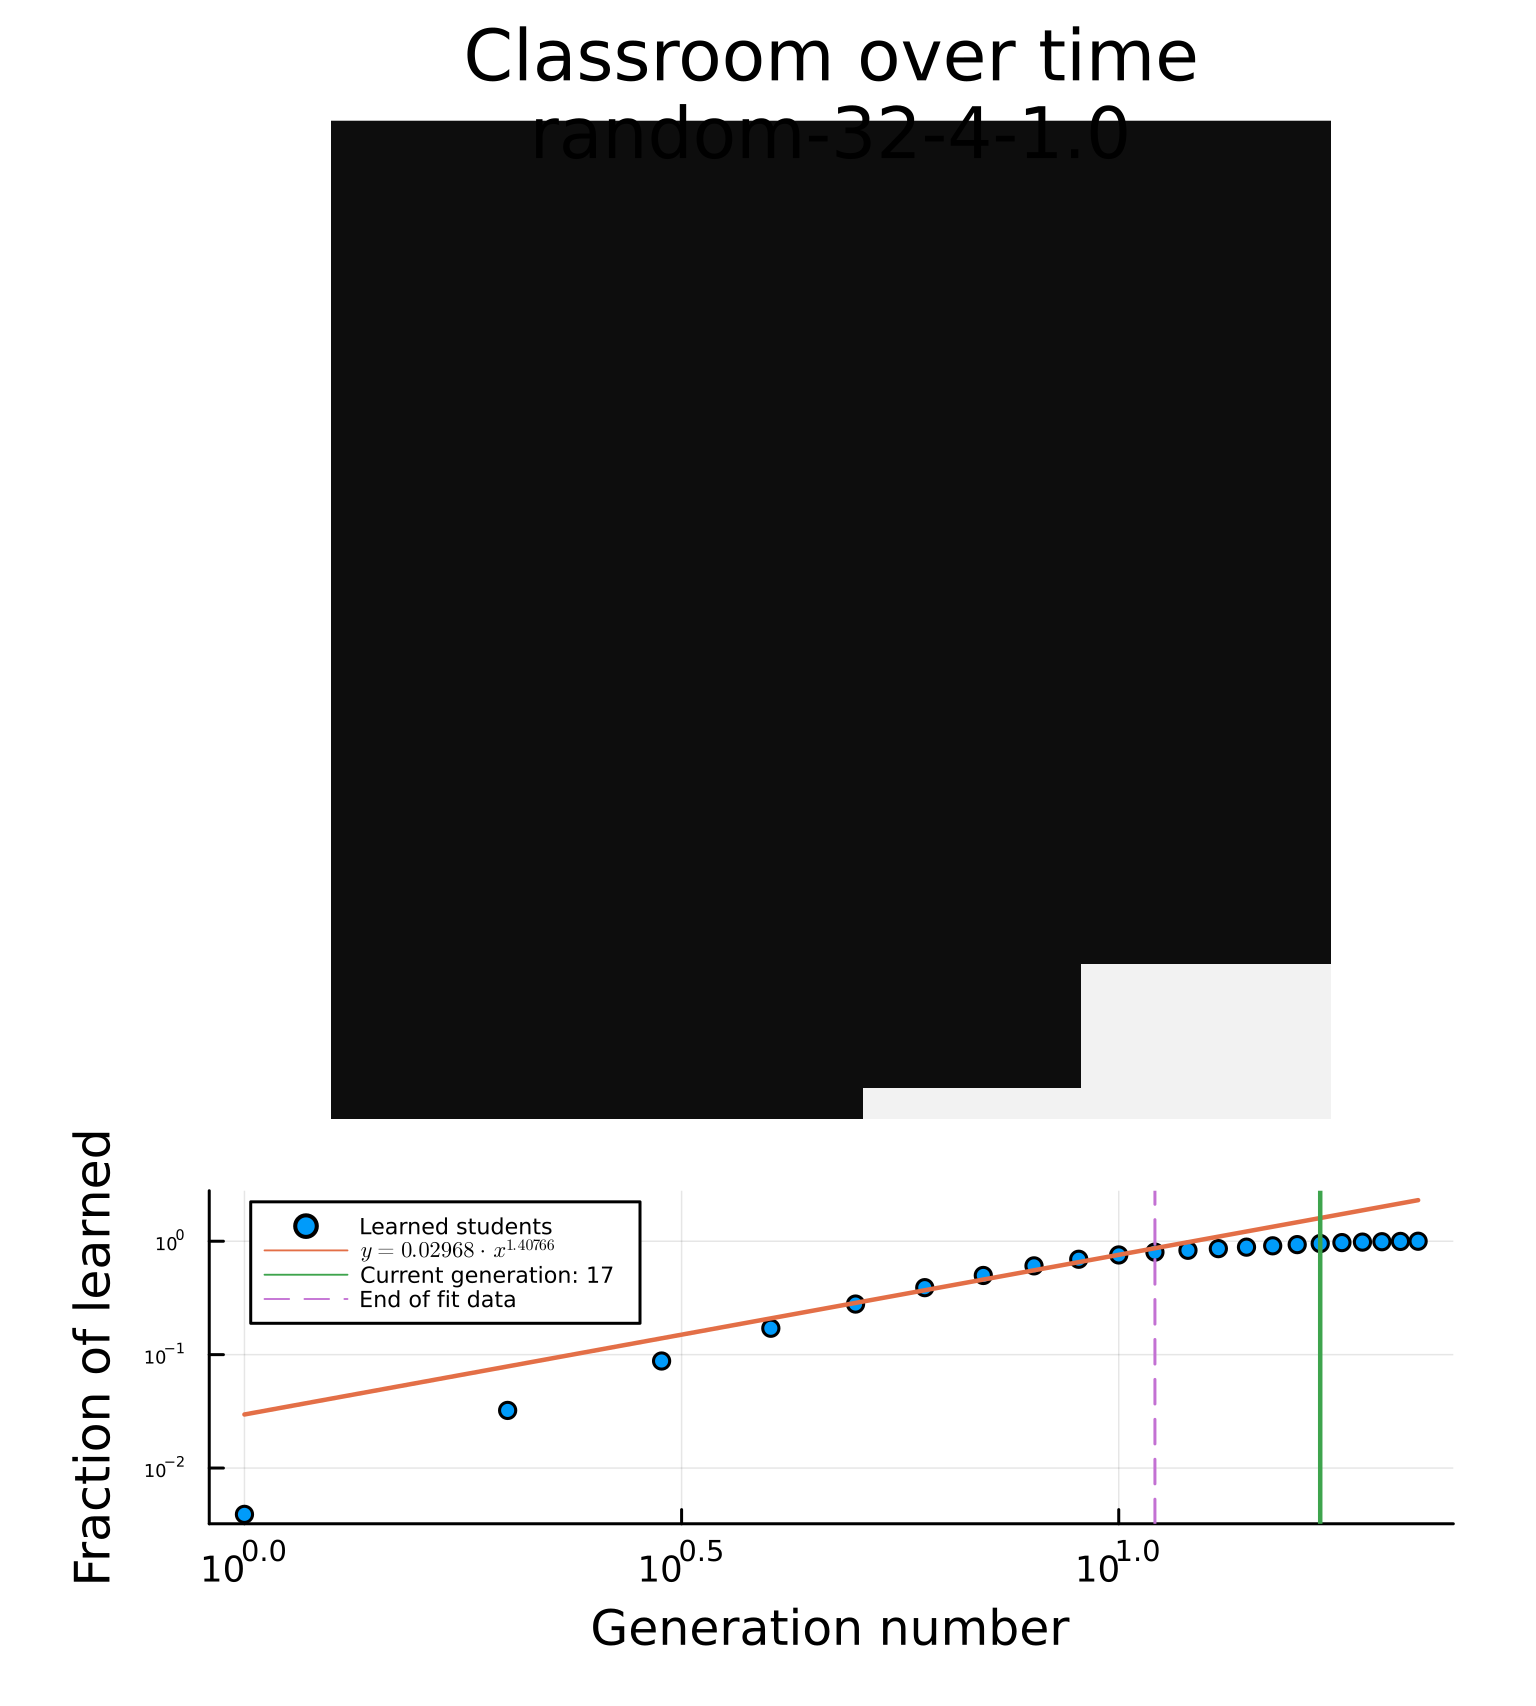 Classroom over time
random-32-4-1.0
Fraction of learned
10^0
10^−1
10^−2
Learned students
y = 0.02968 · x^1.40766
Current generation: 17
End of fit data
10^0.0
10^0.5
10^1.0
Generation number